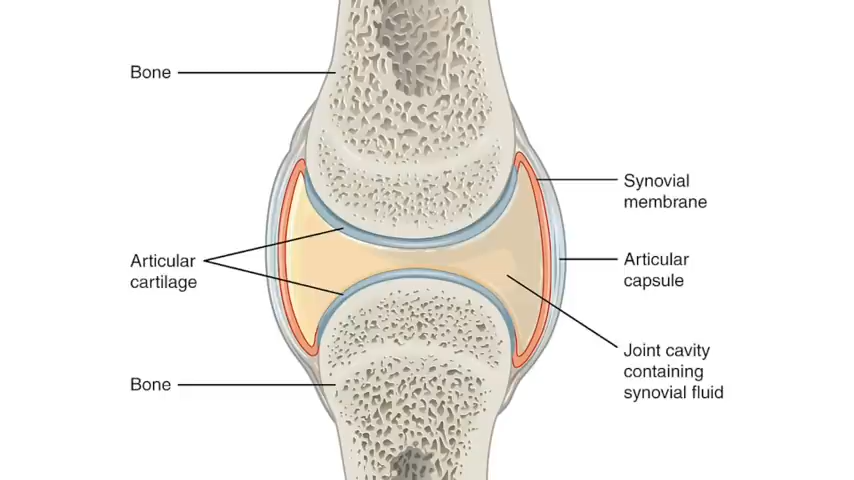 Bone
Articular
cartilage
Bone
Synovial
membrane
Articular
capsule
Joint cavity
containing
synovial fluid